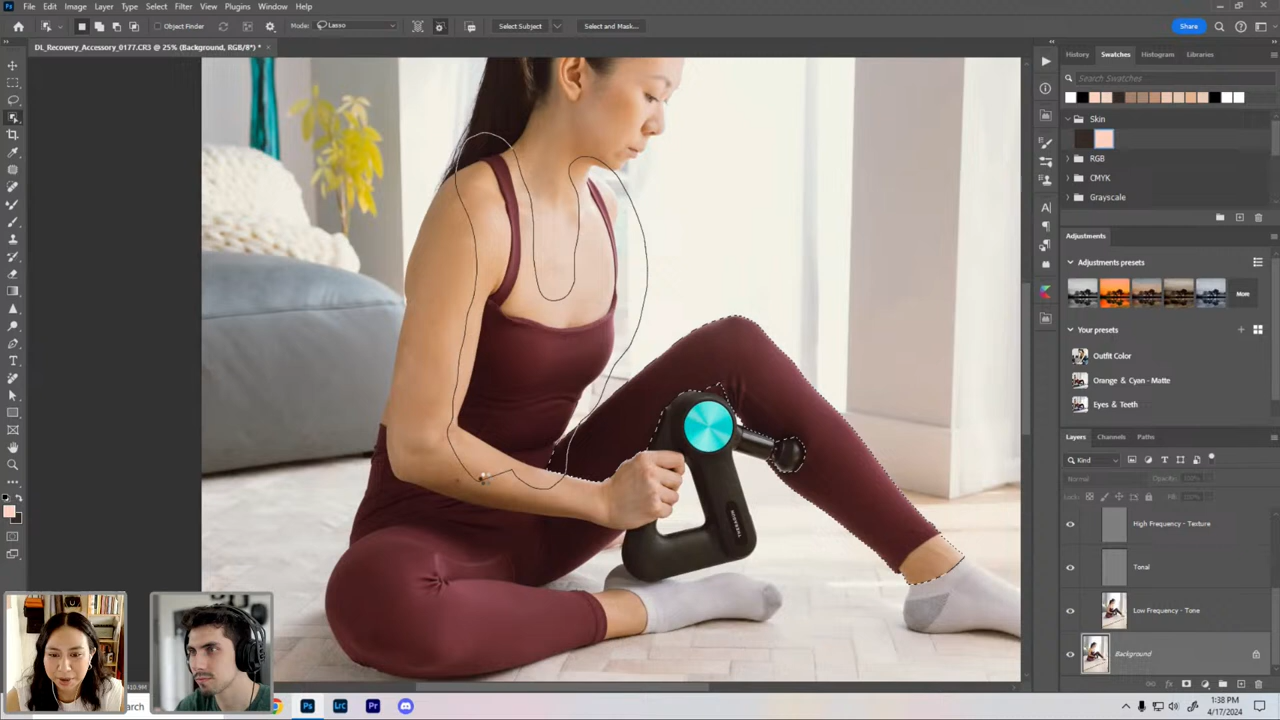 File Edit Image Layer Type Select Filter View Plugins Window Help
Object Finder Mode: Lasso Select Subject Select and Mask... Share
DL_Recovery_Accessory_0177.CR3 @ 25% (Background, RGB/8*) *
History Swatches Histogram Libraries
Search Swatches
Skin
RGB
CMYK
Grayscale
Adjustments
Adjustments presets
More
Your presets
Outfit Color
Orange & Cyan - Matte
Eyes & Teeth
Layers Channels Paths
Kind
Normal Opacity: 100%
Lock: Fill: 100%
High Frequency - Texture
Tonal
Low Frequency - Tone
Background
THERAGUN
1:38 PM
4/17/2024